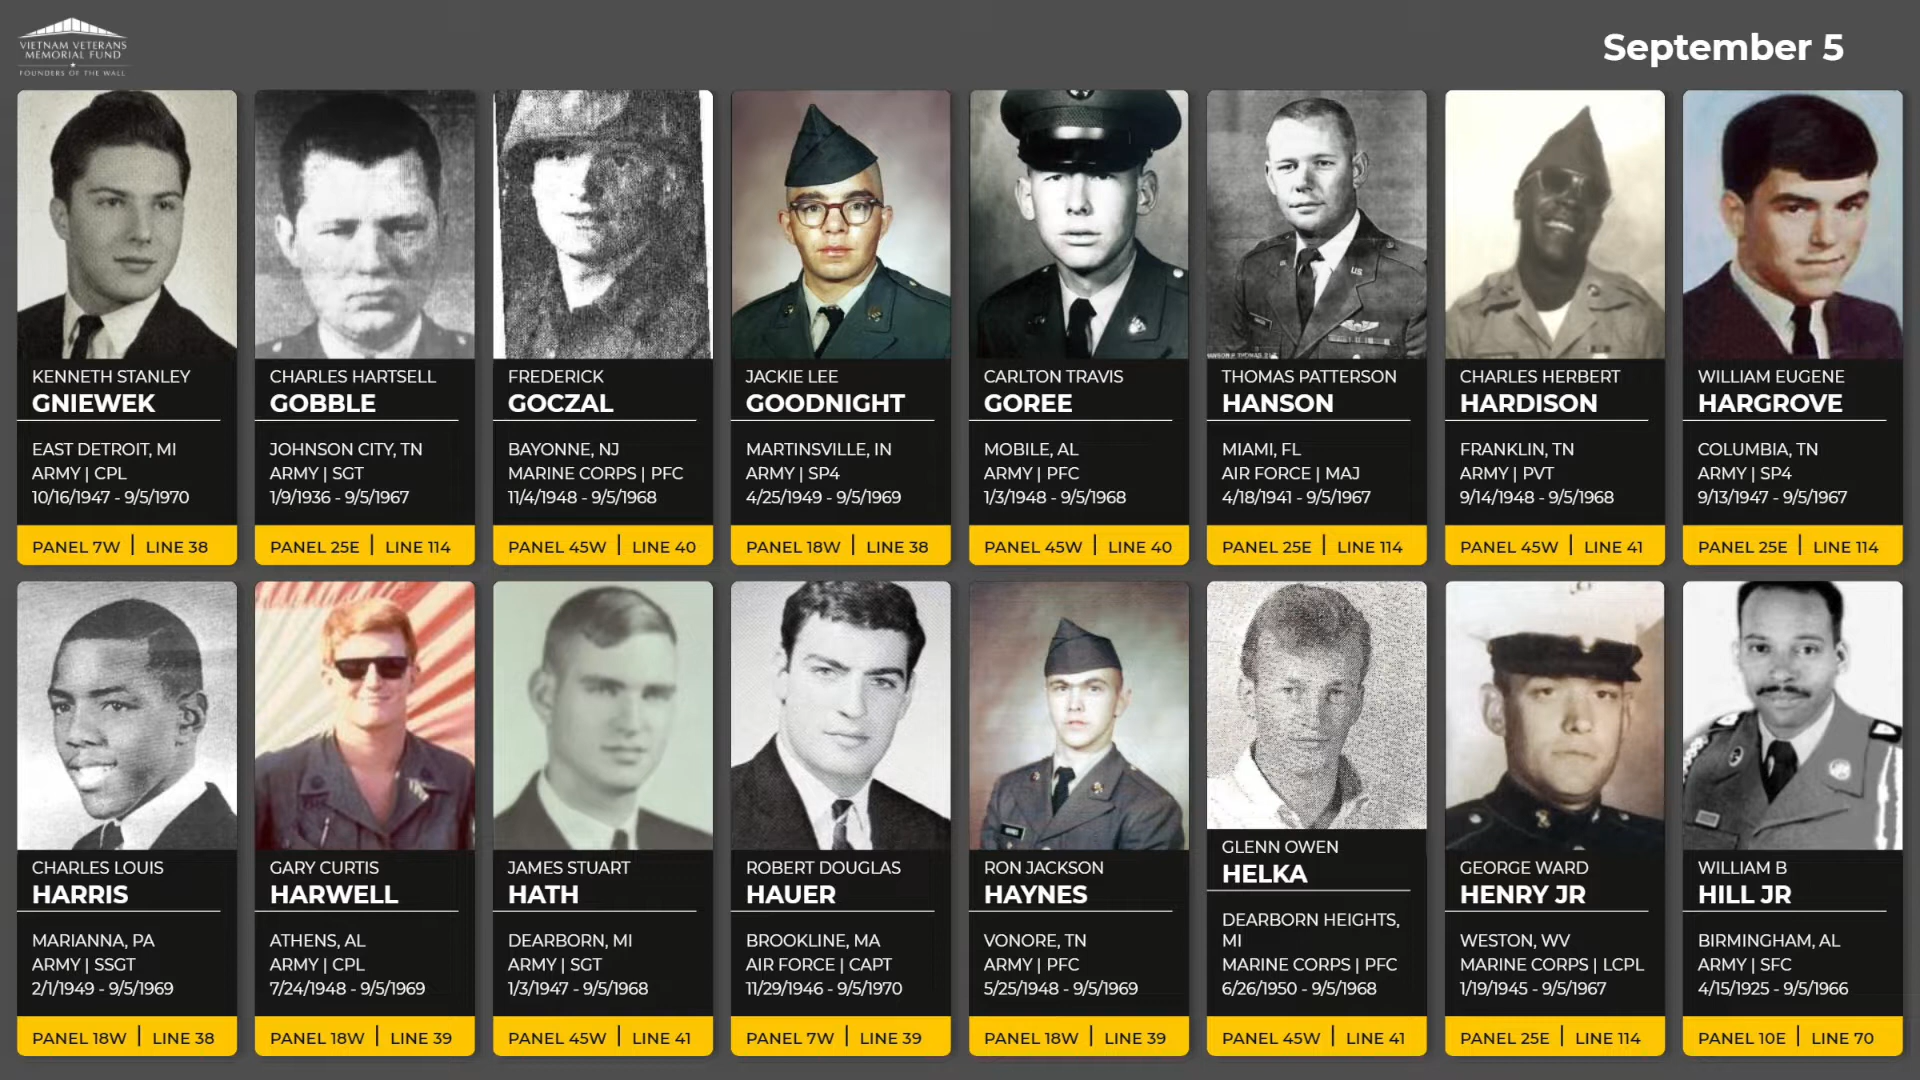 VIETNAM VETERANS
MEMORIAL FUND
FOUNDERS OF THE WALL
September 5
KENNETH STANLEY
GNIEWEK
EAST DETROIT, MI
ARMY | CPL
10/16/1947 - 9/5/1970
PANEL 7W | LINE 38
CHARLES HARTSELL
GOBBLE
JOHNSON CITY, TN
ARMY | SGT
1/9/1936 - 9/5/1967
PANEL 25E | LINE 114
FREDERICK
GOCZAL
BAYONNE, NJ
MARINE CORPS | PFC
11/4/1948 - 9/5/1968
PANEL 45W | LINE 40
JACKIE LEE
GOODNIGHT
MARTINSVILLE, IN
ARMY | SP4
4/25/1949 - 9/5/1969
PANEL 18W | LINE 38
CARLTON TRAVIS
GOREE
MOBILE, AL
ARMY | PFC
1/3/1948 - 9/5/1968
PANEL 45W | LINE 40
THOMAS PATTERSON
HANSON
MIAMI, FL
AIR FORCE | MAJ
4/18/1941 - 9/5/1967
PANEL 25E | LINE 114
CHARLES HERBERT
HARDISON
FRANKLIN, TN
ARMY | PVT
9/14/1948 - 9/5/1968
PANEL 45W | LINE 41
WILLIAM EUGENE
HARGROVE
COLUMBIA, TN
ARMY | SP4
9/13/1947 - 9/5/1967
PANEL 25E | LINE 114
CHARLES LOUIS
HARRIS
MARIANNA, PA
ARMY | SSGT
2/1/1949 - 9/5/1969
PANEL 18W | LINE 38
GARY CURTIS
HARWELL
ATHENS, AL
ARMY | CPL
7/24/1948 - 9/5/1969
PANEL 18W | LINE 39
JAMES STUART
HATH
DEARBORN, MI
ARMY | SGT
1/3/1947 - 9/5/1968
PANEL 45W | LINE 41
ROBERT DOUGLAS
HAUER
BROOKLINE, MA
AIR FORCE | CAPT
11/29/1946 - 9/5/1970
PANEL 7W | LINE 39
RON JACKSON
HAYNES
VONORE, TN
ARMY | PFC
5/25/1948 - 9/5/1969
PANEL 18W | LINE 39
GLENN OWEN
HELKA
DEARBORN HEIGHTS,
MI
MARINE CORPS | PFC
6/26/1950 - 9/5/1968
PANEL 45W | LINE 41
GEORGE WARD
HENRY JR
WESTON, WV
MARINE CORPS | LCPL
1/19/1945 - 9/5/1967
PANEL 25E | LINE 114
WILLIAM B
HILL JR
BIRMINGHAM, AL
ARMY | SFC
4/15/1925 - 9/5/1966
PANEL 10E | LINE 70